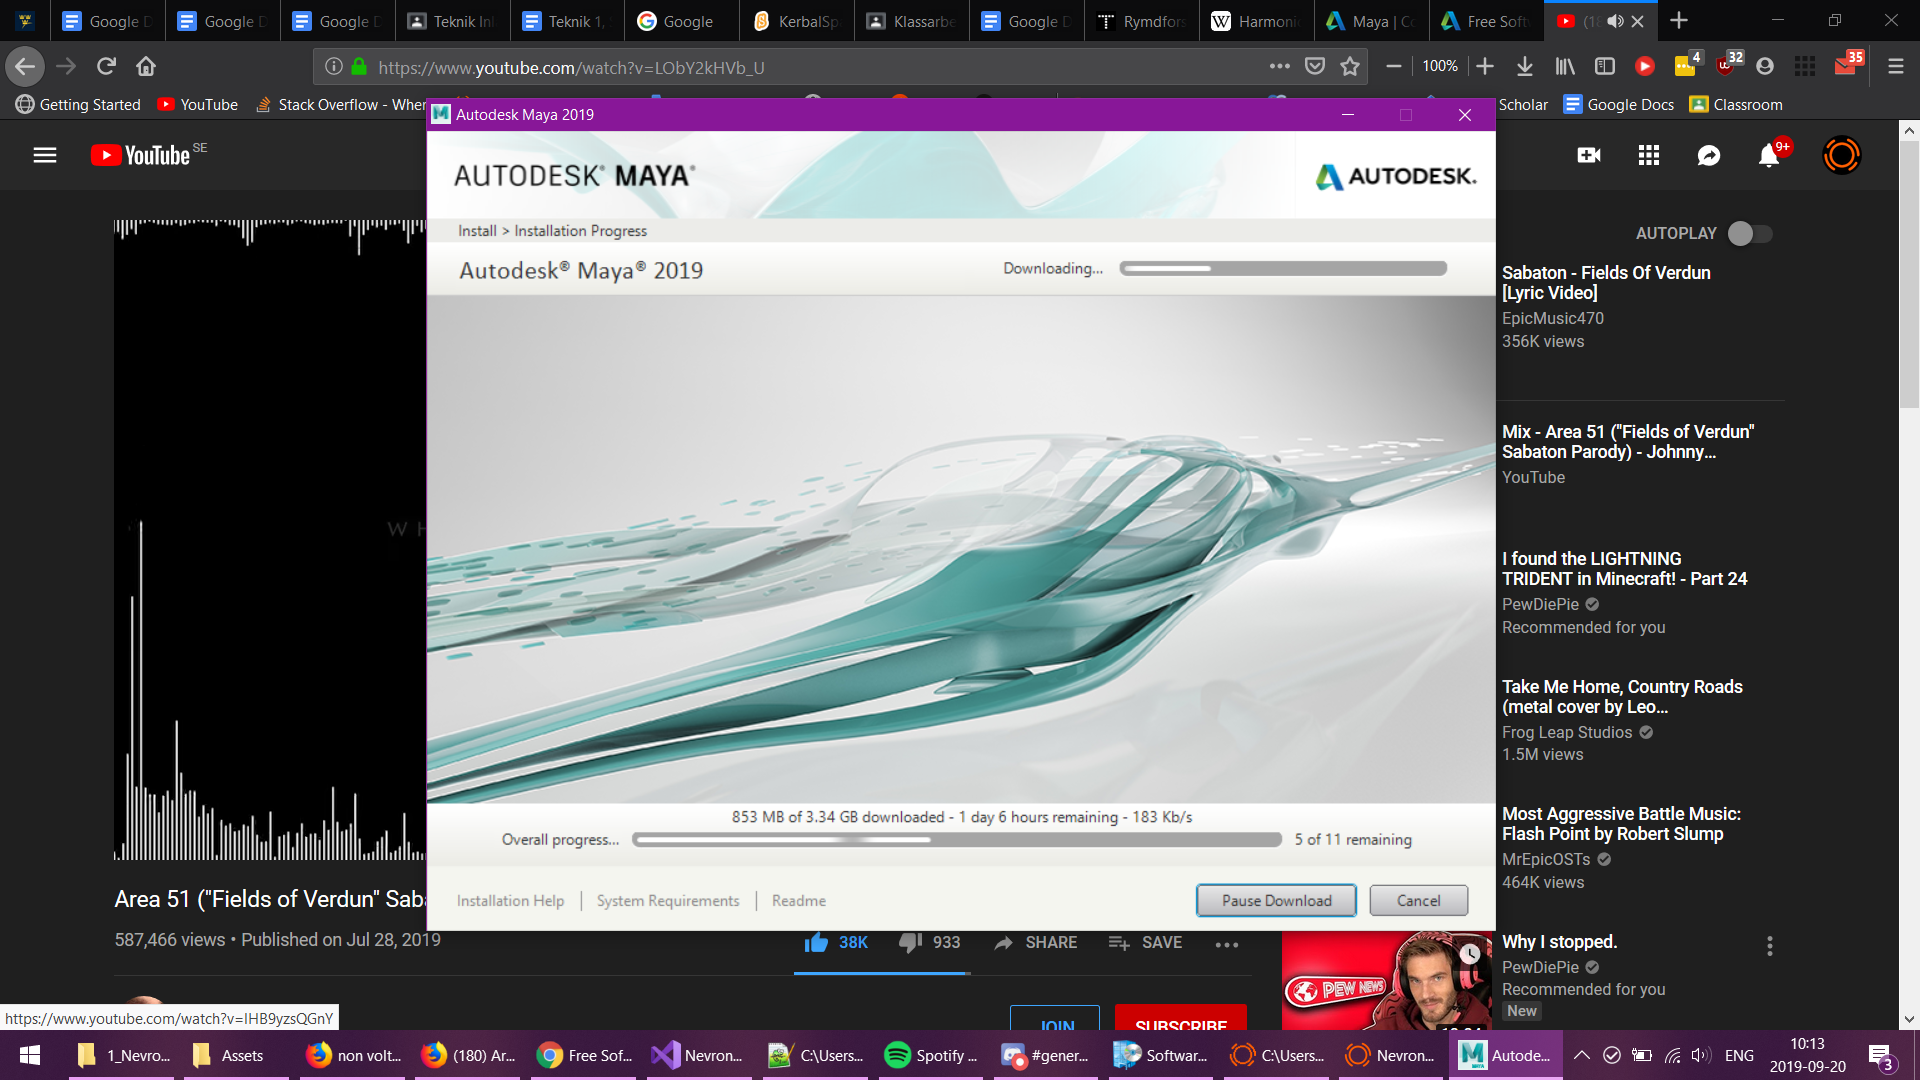 Google D
Google D
Google D
Teknik In
Teknik 1,
Google
KerbalSp
Klassarbe
Google D
Rymdfors
Harmoni
Maya | Co
Free Soft
(18
https://www.youtube.com/watch?v=LObY2kHVb_U
100%
4
32
35
Getting Started
YouTube
Stack Overflow - Wher
Scholar
Google Docs
Classroom
Autodesk Maya 2019
YouTube SE
9+
AUTODESK® MAYA®
AUTODESK.
Install > Installation Progress
Autodesk® Maya® 2019
Downloading...
853 MB of 3.34 GB downloaded - 1 day 6 hours remaining - 183 Kb/s
Overall progress...
5 of 11 remaining
Installation Help
System Requirements
Readme
Pause Download
Cancel
W H
Area 51 ("Fields of Verdun" Saba
587,466 views • Published on Jul 28, 2019
38K
933
SHARE
SAVE
JOIN
SUBSCRIBE
AUTOPLAY
Sabaton - Fields Of Verdun
[Lyric Video]
EpicMusic470
356K views
Mix - Area 51 ("Fields of Verdun"
Sabaton Parody) - Johnny...
YouTube
I found the LIGHTNING
TRIDENT in Minecraft! - Part 24
PewDiePie
Recommended for you
Take Me Home, Country Roads
(metal cover by Leo...
Frog Leap Studios
1.5M views
Most Aggressive Battle Music:
Flash Point by Robert Slump
MrEpicOSTs
464K views
PEW NEWS
Why I stopped.
PewDiePie
Recommended for you
New
https://www.youtube.com/watch?v=IHB9yzsQGnY
1_Nevro...
Assets
non volt...
(180) Ar...
Free Sof...
Nevron...
C:\Users...
Spotify ...
#gener...
Softwar...
C:\Users...
Nevron...
Autode...
ENG
10:13
2019-09-20
3